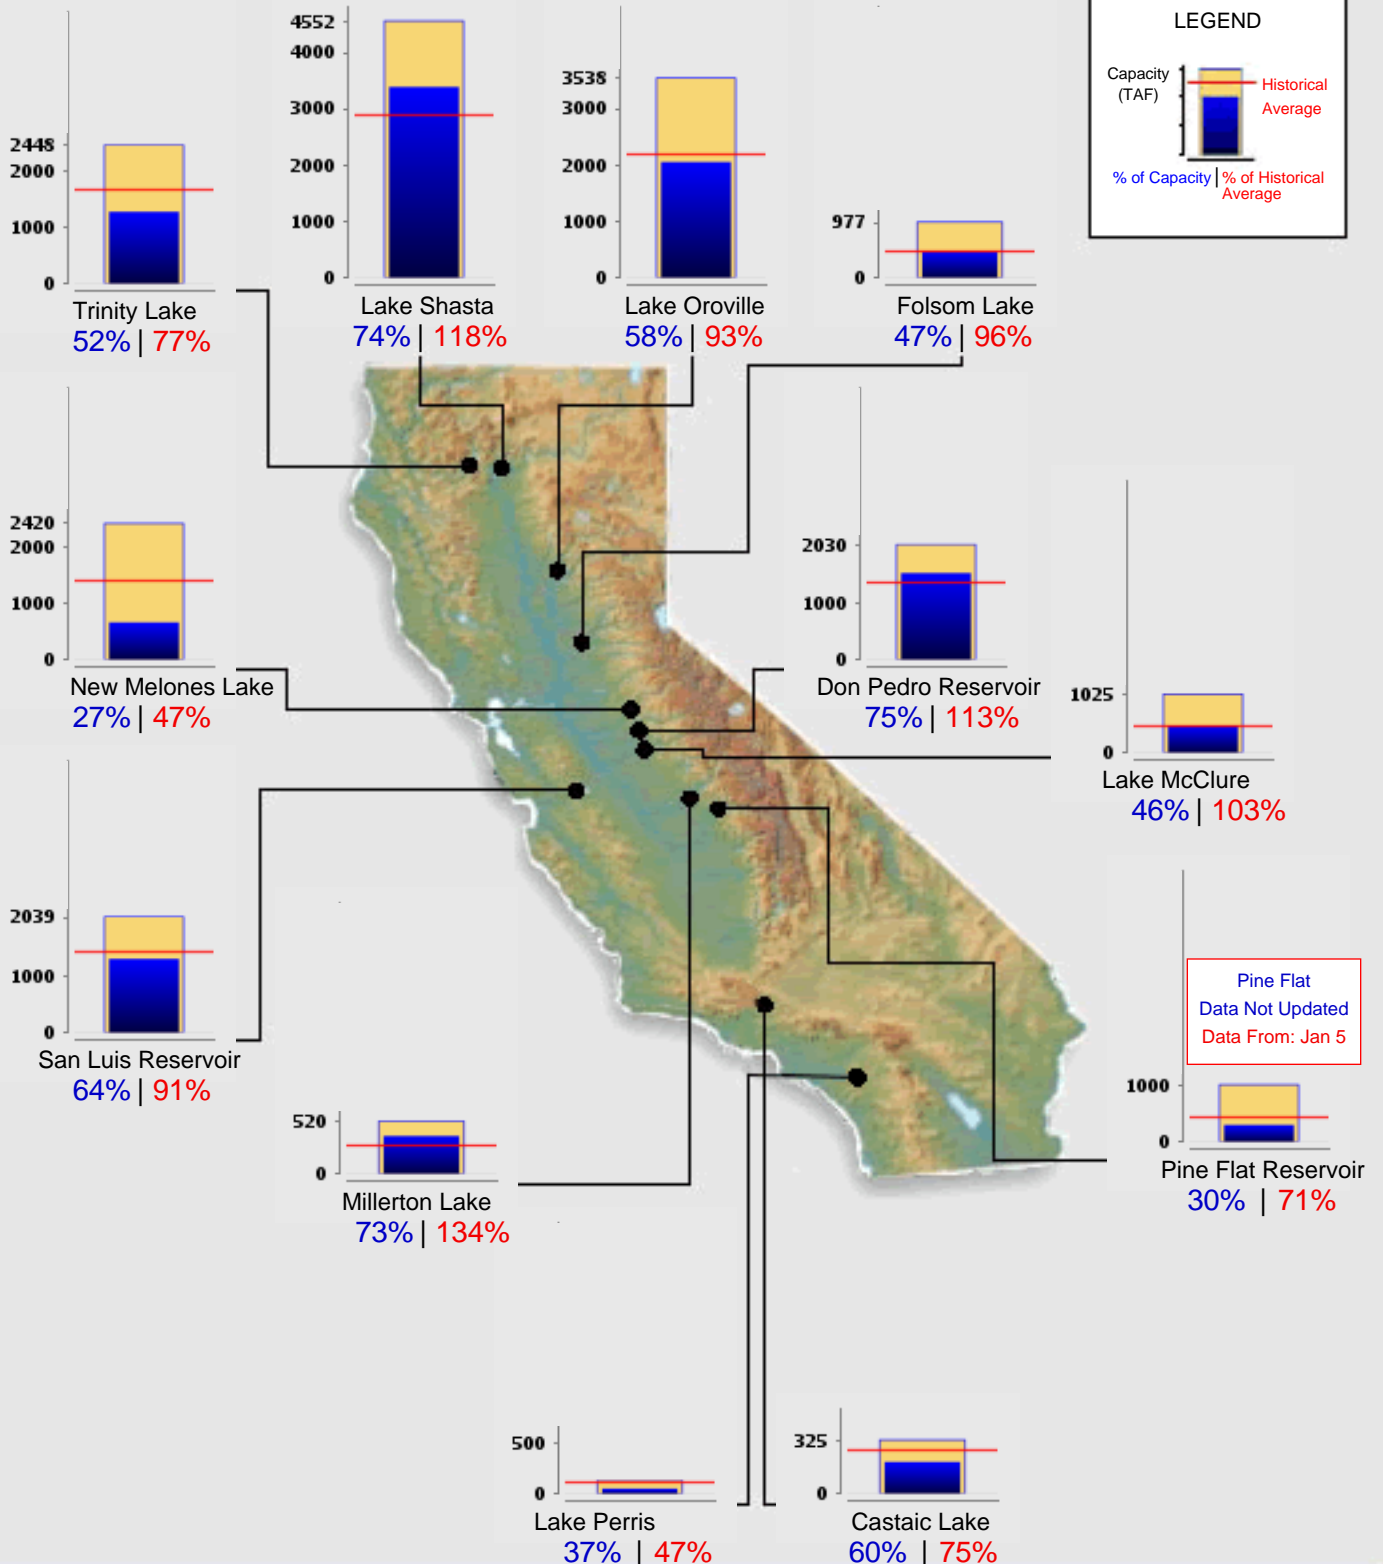 4552
4000
3000
2000
1000
0
Lake Shasta
74% | 118%
3538
3000
2000
1000
0
Lake Oroville
58% | 93%
LEGEND
Capacity
(TAF)
Historical
Average
% of Capacity | % of Historical
Average
2448
2000
1000
0
Trinity Lake
52% | 77%
977
0
Folsom Lake
47% | 96%
2420
2000
1000
0
New Melones Lake
27% | 47%
2030
1000
0
Don Pedro Reservoir
75% | 113%
1025
0
Lake McClure
46% | 103%
2039
1000
0
San Luis Reservoir
64% | 91%
Pine Flat
Data Not Updated
Data From: Jan 5
1000
0
Pine Flat Reservoir
30% | 71%
520
0
Millerton Lake
73% | 134%
500
0
Lake Perris
37% | 47%
325
0
Castaic Lake
60% | 75%